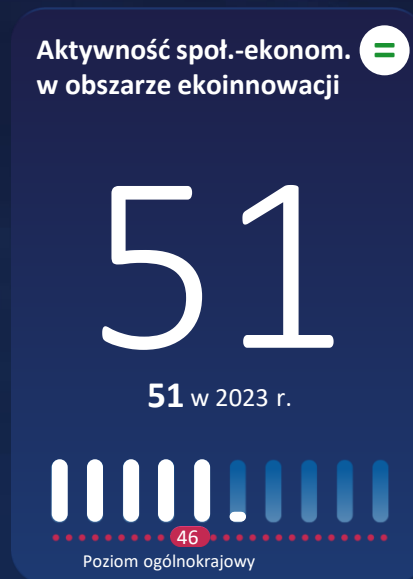 Aktywność społ.-ekonom. =
w obszarze ekoinnowacji
51
51 w 2023 r.
46
Poziom ogólnokrajowy